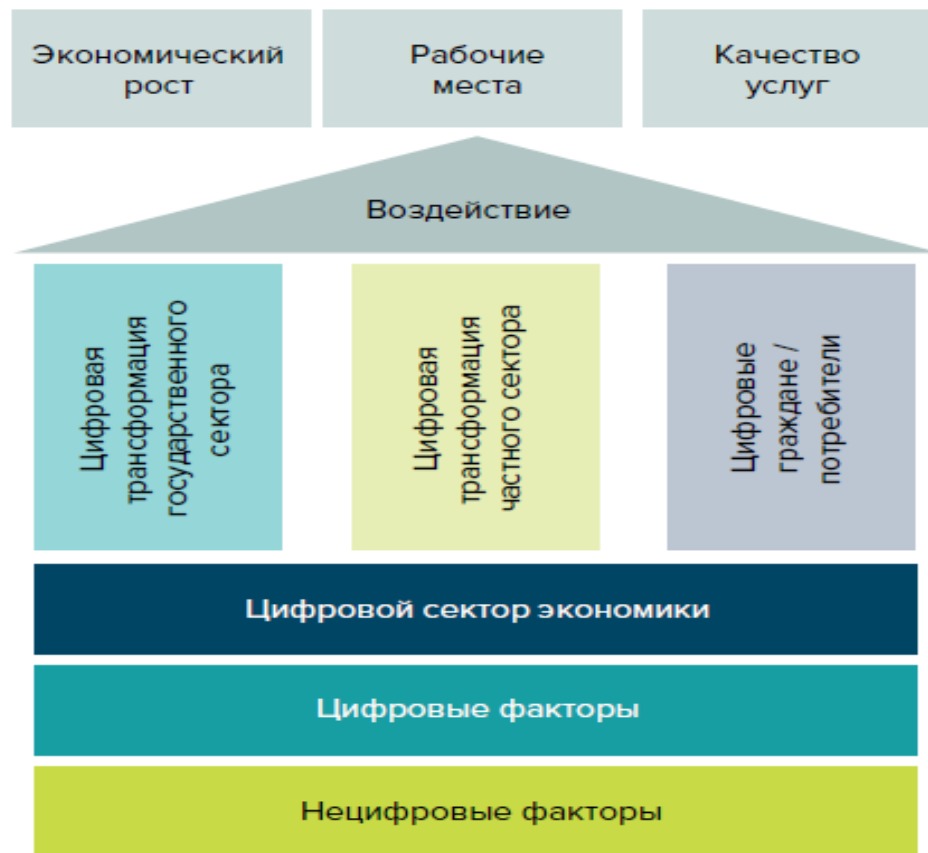 Экономический
рост
Рабочие
места
Качество
услуг
Воздействие
Цифровая
трансформация
государственного
сектора
Цифровая
трансформация
частного сектора
Цифровые
граждане /
потребители
Цифровой сектор экономики
Цифровые факторы
Нецифровые факторы